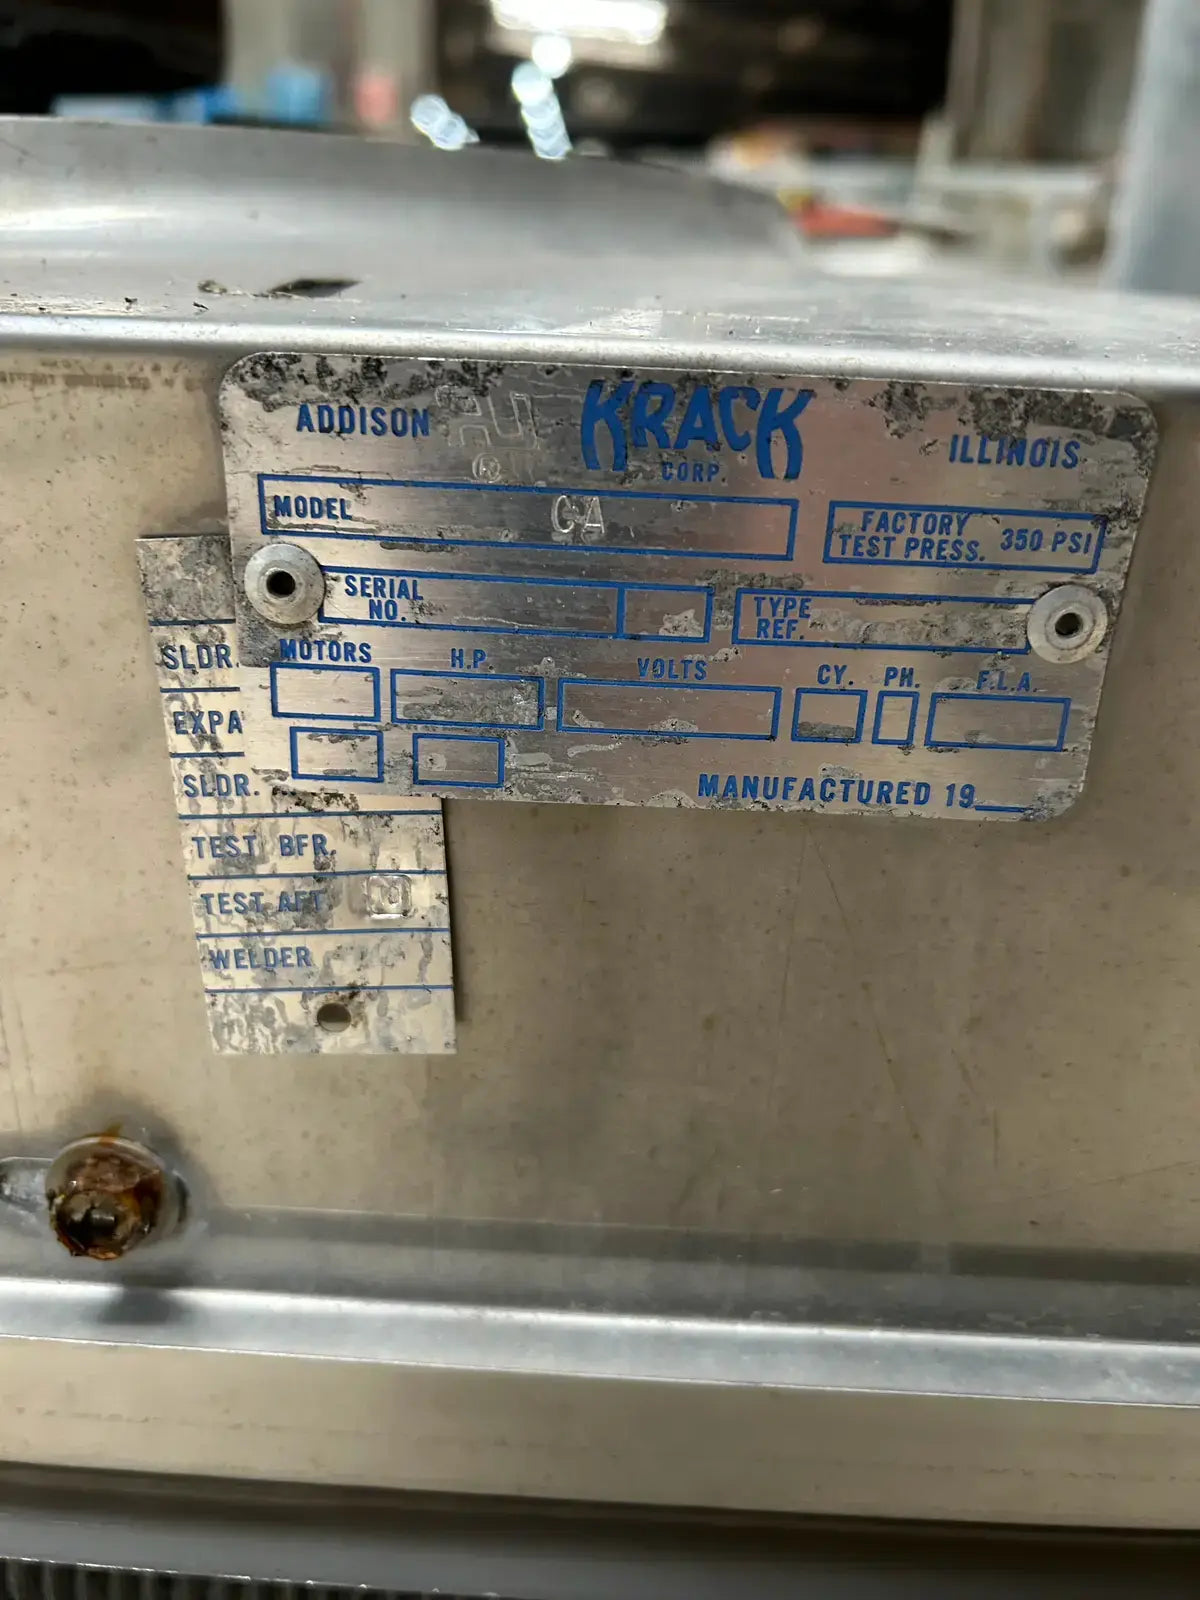 ADDISON KRACK ILLINOIS
®
CORP.
MODEL
FACTORY
TEST PRESS. 350 PSI
SERIAL
NO.
TYPE
REF.
MOTORS H.P. VOLTS CY. PH. F.L.A.
MANUFACTURED 19
SLDR.
EXPA
SLDR.
TEST BFR.
TEST AFT
WELDER